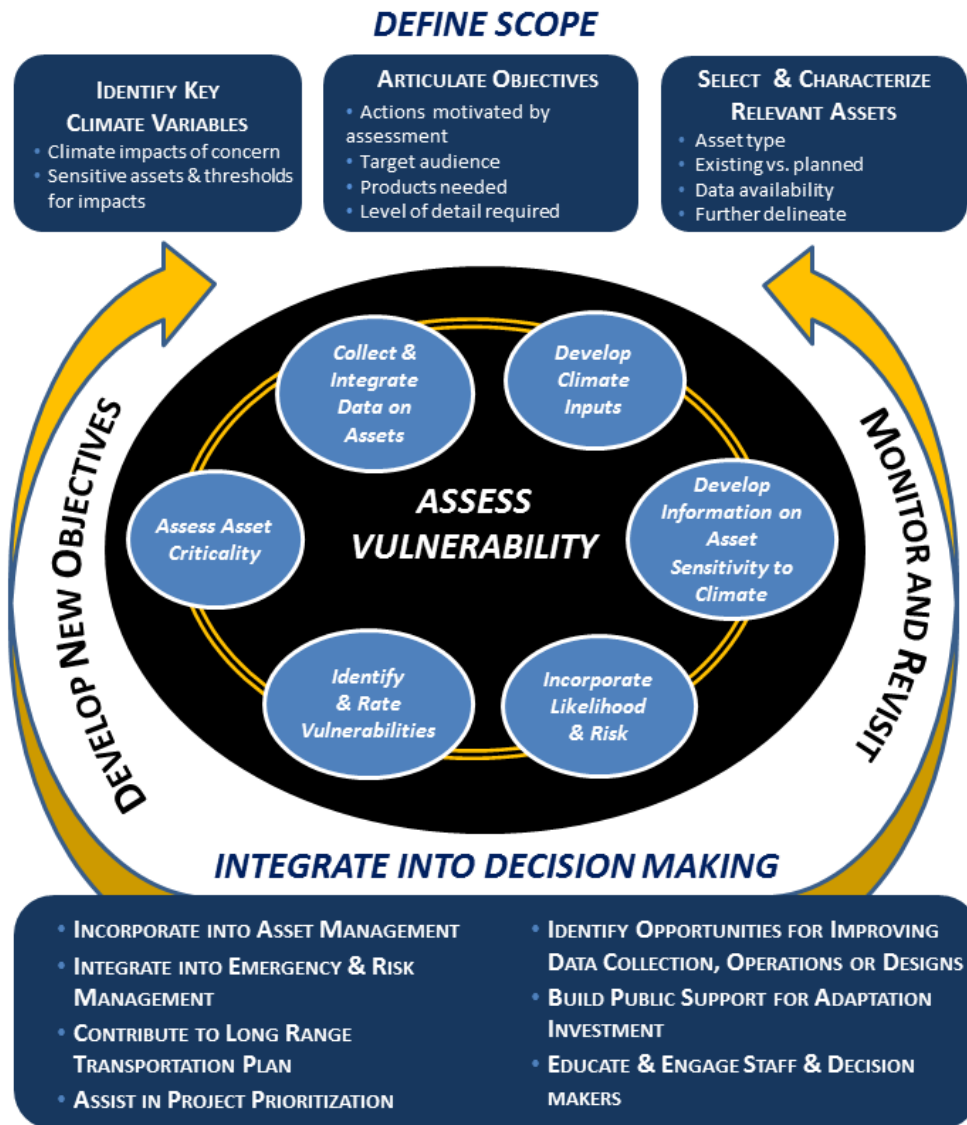 DEFINE SCOPE
IDENTIFY KEY
CLIMATE VARIABLES
• Climate impacts of concern
• Sensitive assets & thresholds
for impacts
ARTICULATE OBJECTIVES
• Actions motivated by
assessment
• Target audience
• Products needed
• Level of detail required
SELECT & CHARACTERIZE
RELEVANT ASSETS
• Asset type
• Existing vs. planned
• Data availability
• Further delineate
DEVELOP NEW OBJECTIVES
MONITOR AND REVISIT
ASSESS
VULNERABILITY
Collect &
Integrate
Data on
Assets
Develop
Climate
Inputs
Develop
Information on
Asset
Sensitivity to
Climate
Incorporate
Likelihood
& Risk
Identify
& Rate
Vulnerabilities
Assess Asset
Criticality
INTEGRATE INTO DECISION MAKING
• INCORPORATE INTO ASSET MANAGEMENT
• INTEGRATE INTO EMERGENCY & RISK
MANAGEMENT
• CONTRIBUTE TO LONG RANGE
TRANSPORTATION PLAN
• ASSIST IN PROJECT PRIORITIZATION
• IDENTIFY OPPORTUNITIES FOR IMPROVING
DATA COLLECTION, OPERATIONS OR DESIGNS
• BUILD PUBLIC SUPPORT FOR ADAPTATION
INVESTMENT
• EDUCATE & ENGAGE STAFF & DECISION
MAKERS